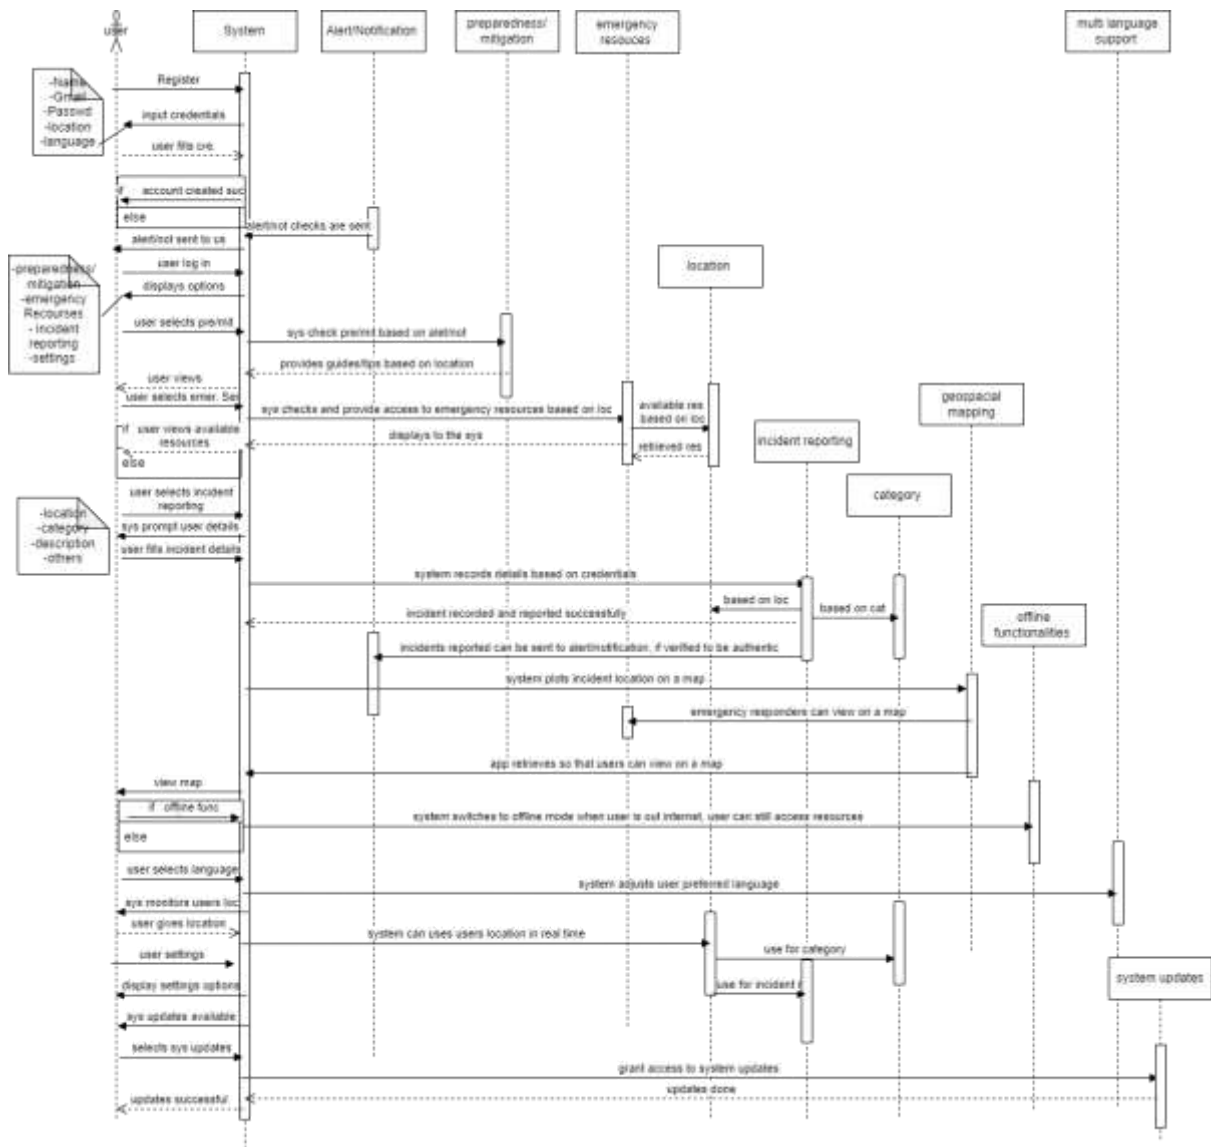 user
System
Alert/Notification
preparedness/
mitigation
emergency
resouces
multi language
support
-Name
-Gmail
-Passwd
-location
-language
Register
input credentials
user fills cre.
if account created suc
else
alert/not checks are sent
alert/not sent to us
user log in
location
-preparedness/
mitigation
-emergency
Recourses
- incident
reporting
-settings
displays options
user selects pre/mit
sys check pre/mit based on alet/not
provides guides/tips based on location
user views
user selects emer. Ser
sys checks and provide access to emergency resources based on loc
available res
based on loc
geospacial
mapping
if user views available
resources
displays to the sys
retrieved res
incident reporting
else
category
user selects incident
reporting
-location
-category
-description
-others
sys prompt user details
user fills incident details
system records details based on credentials
based on loc
based on cat
incident recorded and reported successfully
offline
functionalities
incidents reported can be sent to alert/notification, if verified to be authentic
system plots incident location on a map
emergency responders can view on a map
app retrieves so that users can view on a map
view map
if offline func
system switches to offline mode when user is out internet, user can still access resources
else
user selects language
system adjusts user preferred language
sys monitors users loc
user gives location
system can uses users location in real time
user settings
use for category
system updates
display settings options
use for incident r
sys updates available
selects sys updates
grant access to system updates
updates done
updates successful